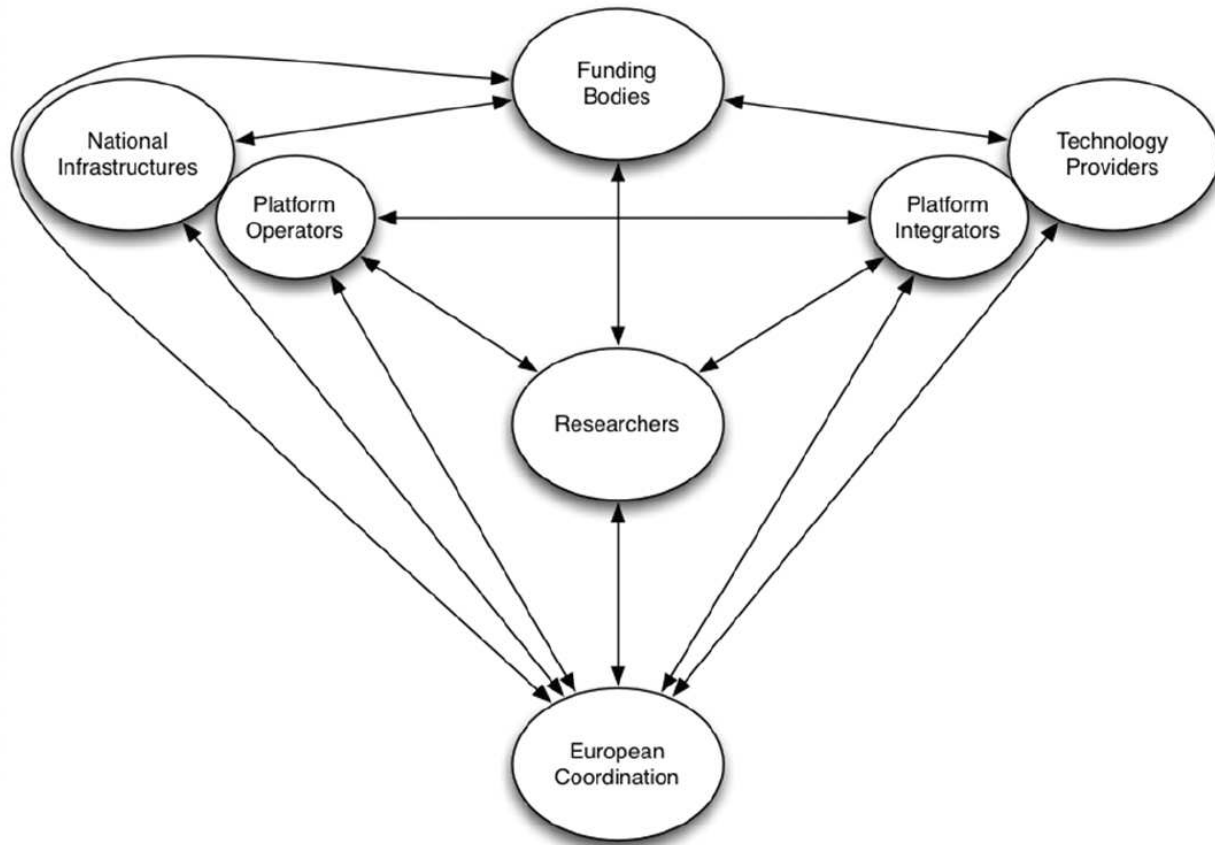 Funding
Bodies
National
Infrastructures
Technology
Providers
Platform
Operators
Platform
Integrators
Researchers
European
Coordination